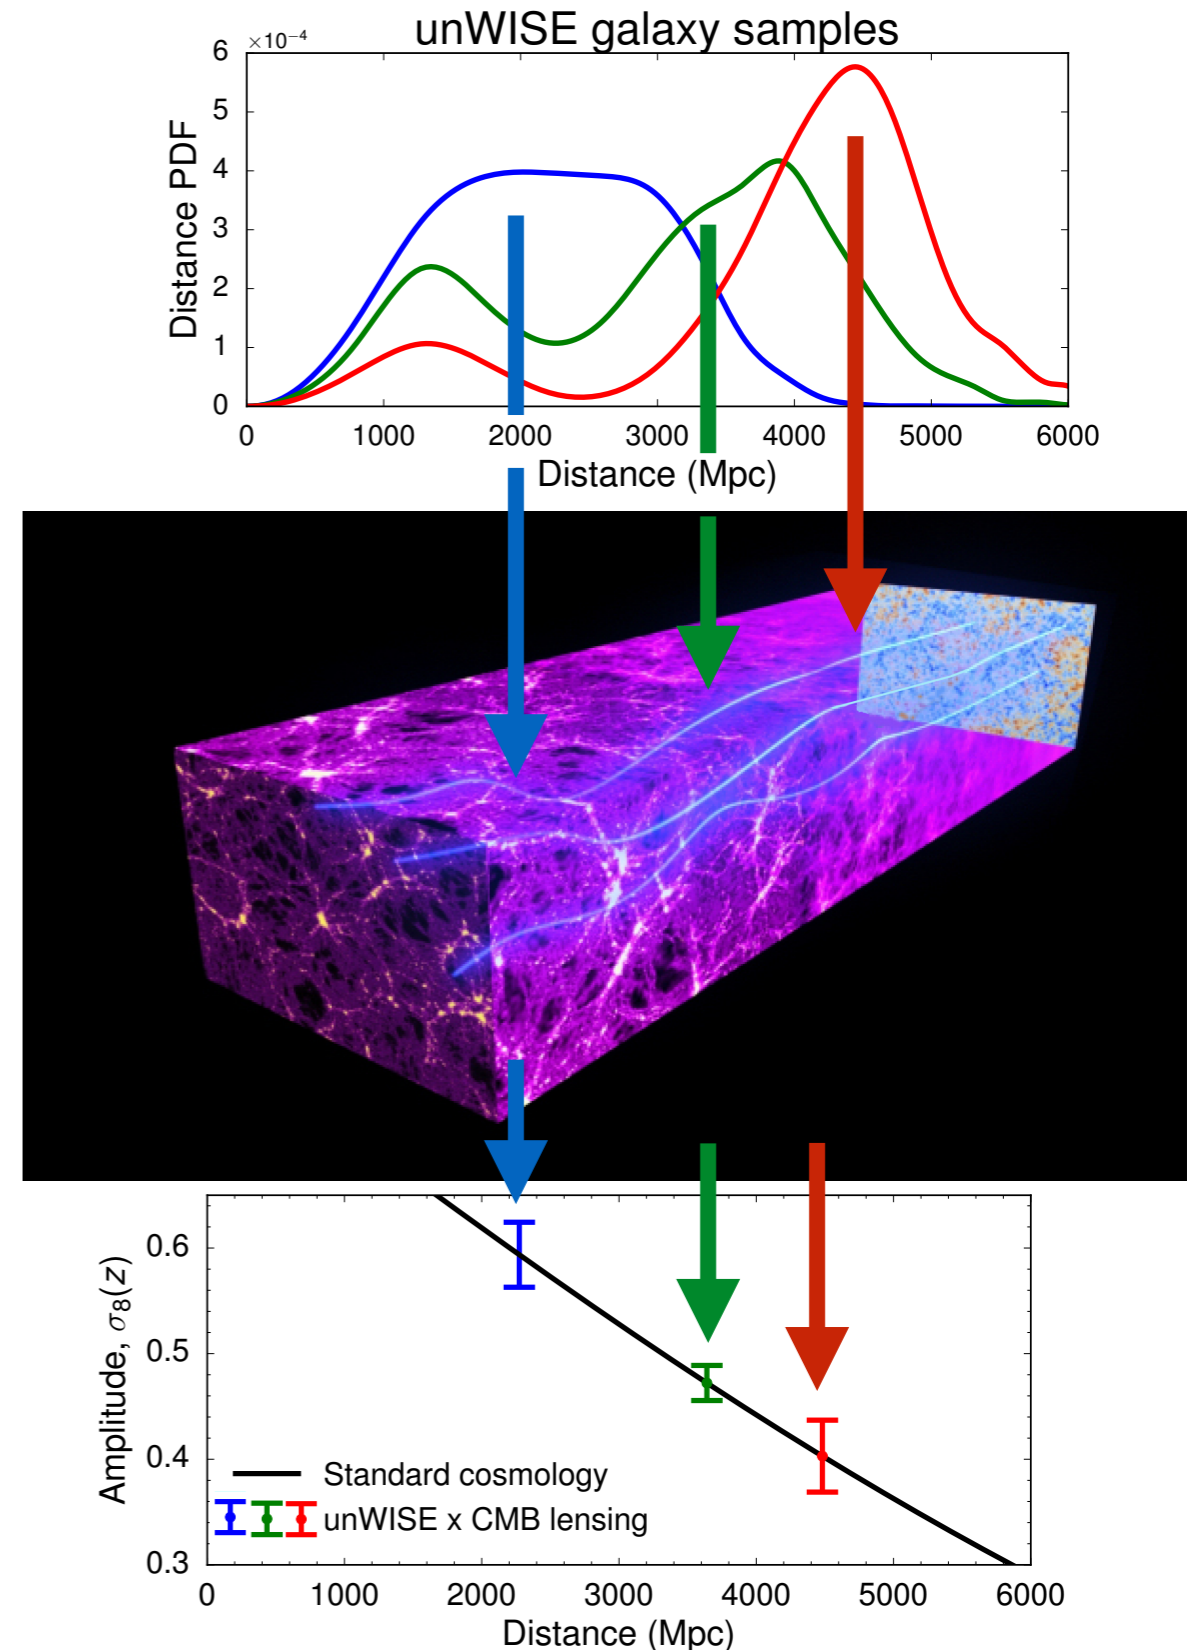 unWISE galaxy samples
×10⁻⁴
6
5
4
3
2
1
0
Distance PDF
0 1000 2000 3000 4000 5000 6000
Distance (Mpc)
0.6
0.5
0.4
0.3
Amplitude, σ₈(z)
Standard cosmology
unWISE x CMB lensing
0 1000 2000 3000 4000 5000 6000
Distance (Mpc)